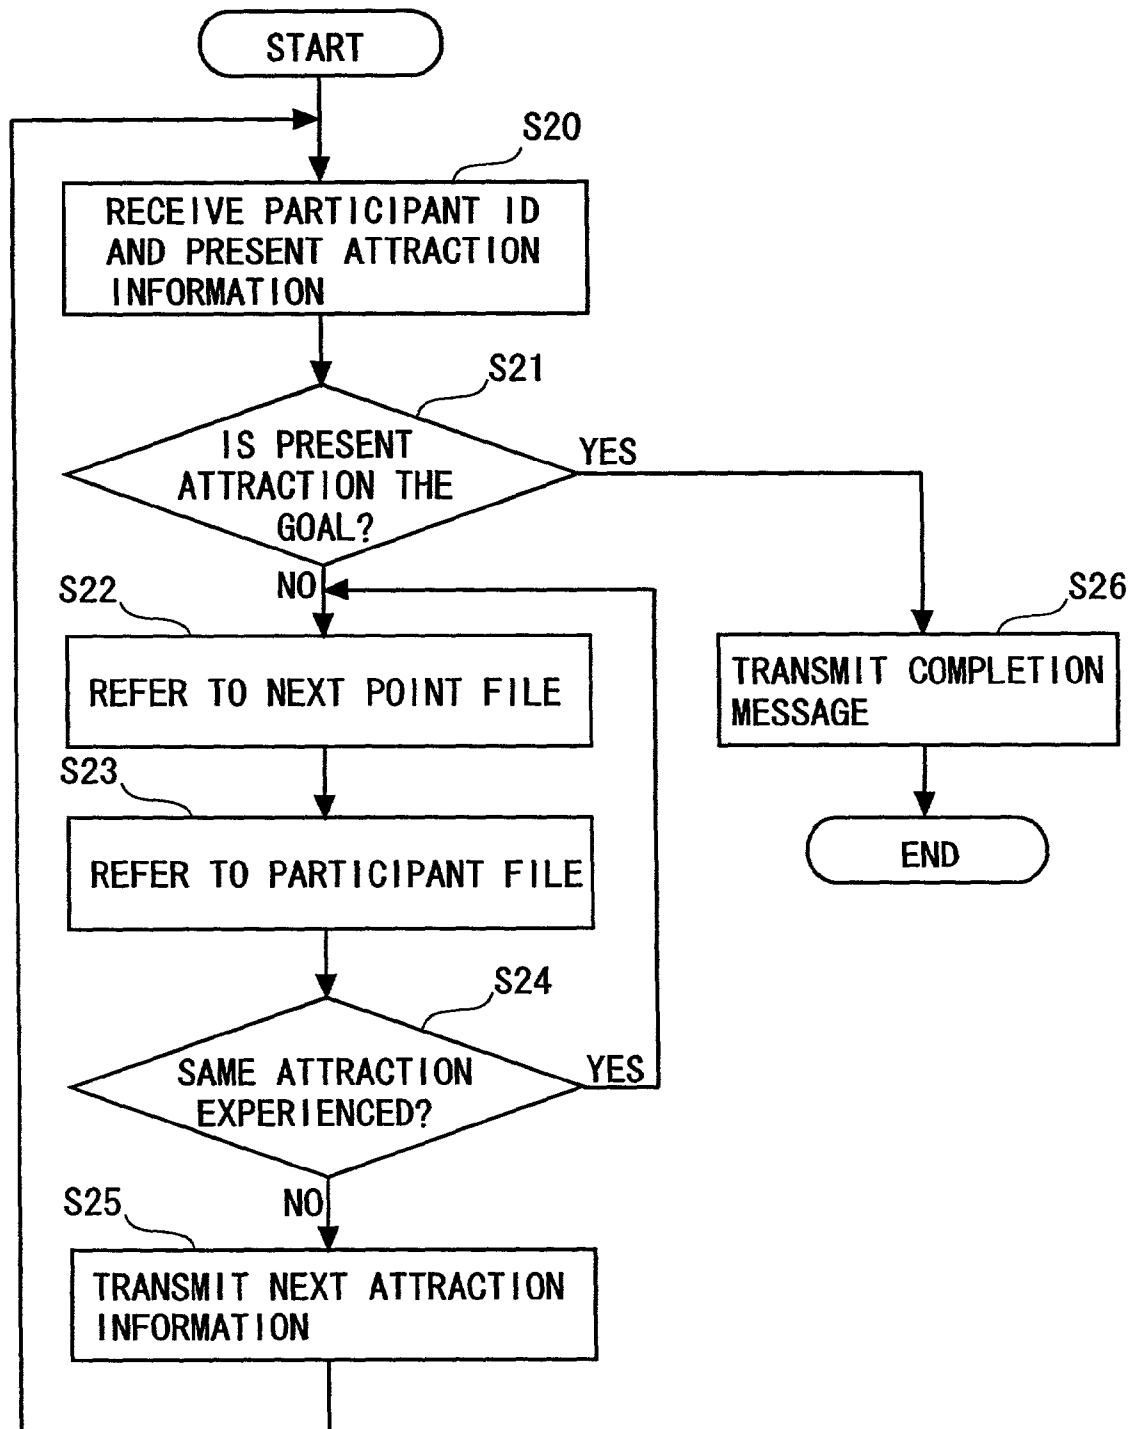 START
S20
RECEIVE PARTICIPANT ID
AND PRESENT ATTRACTION
INFORMATION
S21
IS PRESENT
ATTRACTION THE
GOAL?
YES
NO
S22
REFER TO NEXT POINT FILE
S26
TRANSMIT COMPLETION
MESSAGE
S23
REFER TO PARTICIPANT FILE
END
S24
SAME ATTRACTION
EXPERIENCED?
YES
NO
S25
TRANSMIT NEXT ATTRACTION
INFORMATION